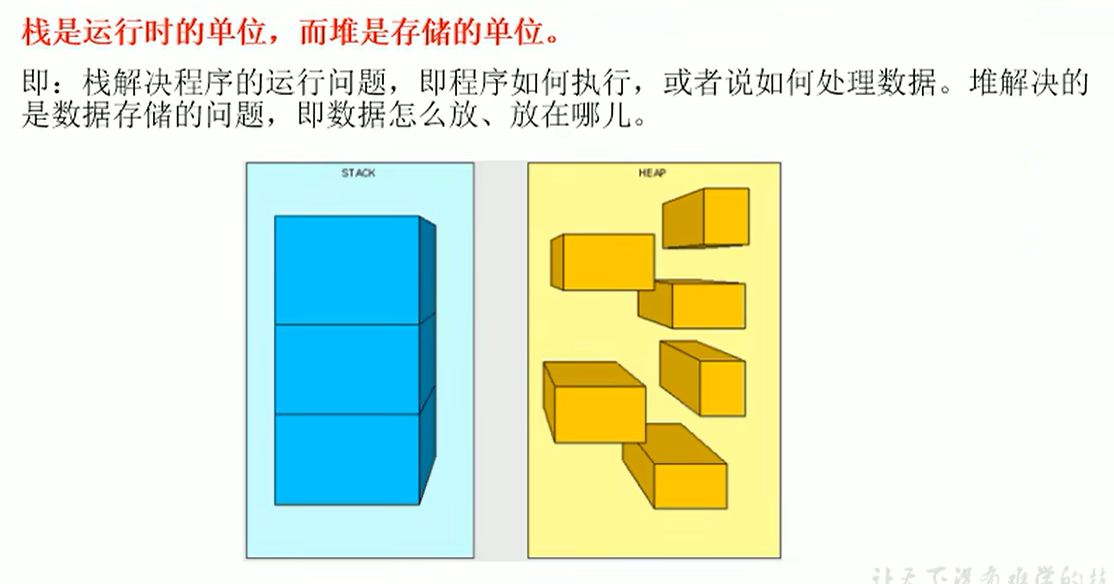 栈是运行时的单位，而堆是存储的单位。
即：栈解决程序的运行问题，即程序如何执行，或者说如何处理数据。堆解决的
是数据存储的问题，即数据怎么放、放在哪儿。
STACK
HEAP
让天下没有难学的技